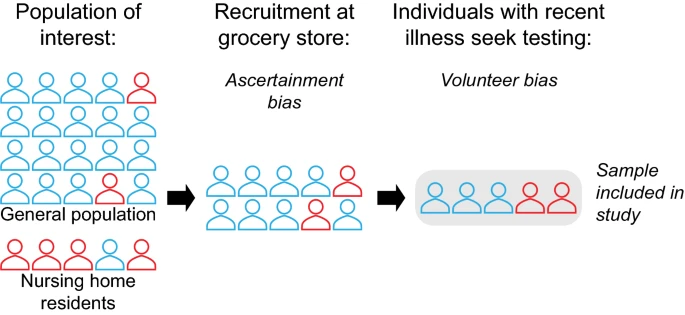 Population of
interest:
General population
Nursing home
residents
Recruitment at
grocery store:
Ascertainment
bias
Individuals with recent
illness seek testing:
Volunteer bias
Sample
included in
study